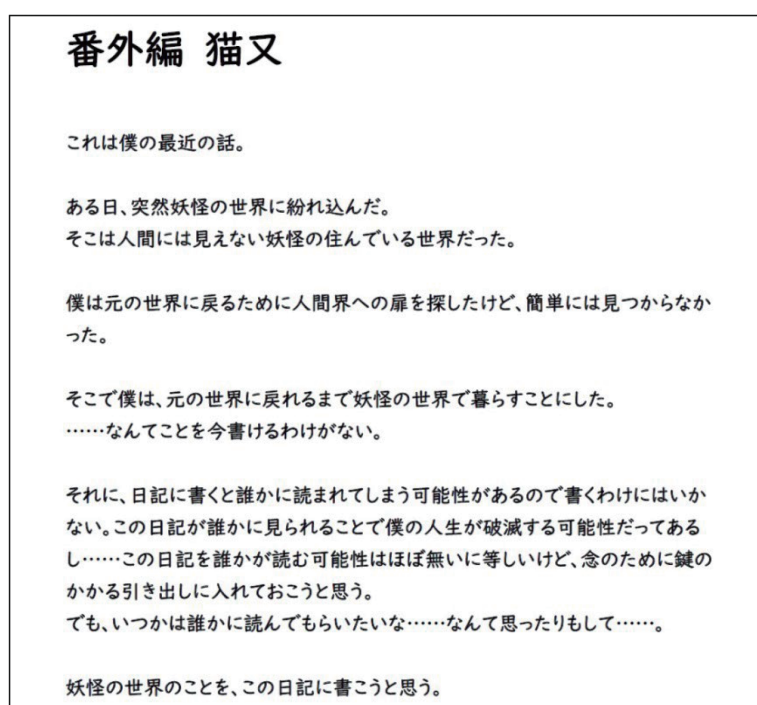 番外編 猫又
これは僕の最近の話。
ある日、突然妖怪の世界に紛れ込んだ。
そこは人間には見えない妖怪の住んでいる世界だった。
僕は元の世界に戻るために人間界への扉を探したけど、簡単には見つからなか
った。
そこで僕は、元の世界に戻れるまで妖怪の世界で暮らすことにした。
……なんてことを今書けるわけがない。
それに、日記に書くと誰かに読まれてしまう可能性があるので書くわけにはいか
ない。この日記が誰かに見られることで僕の人生が破滅する可能性だってある
し……この日記を誰かが読む可能性はほぼ無いに等しいけど、念のために鍵の
かかる引き出しに入れておこうと思う。
でも、いつかは誰かに読んでもらいたいな……なんて思ったりもして……。
妖怪の世界のことを、この日記に書こうと思う。